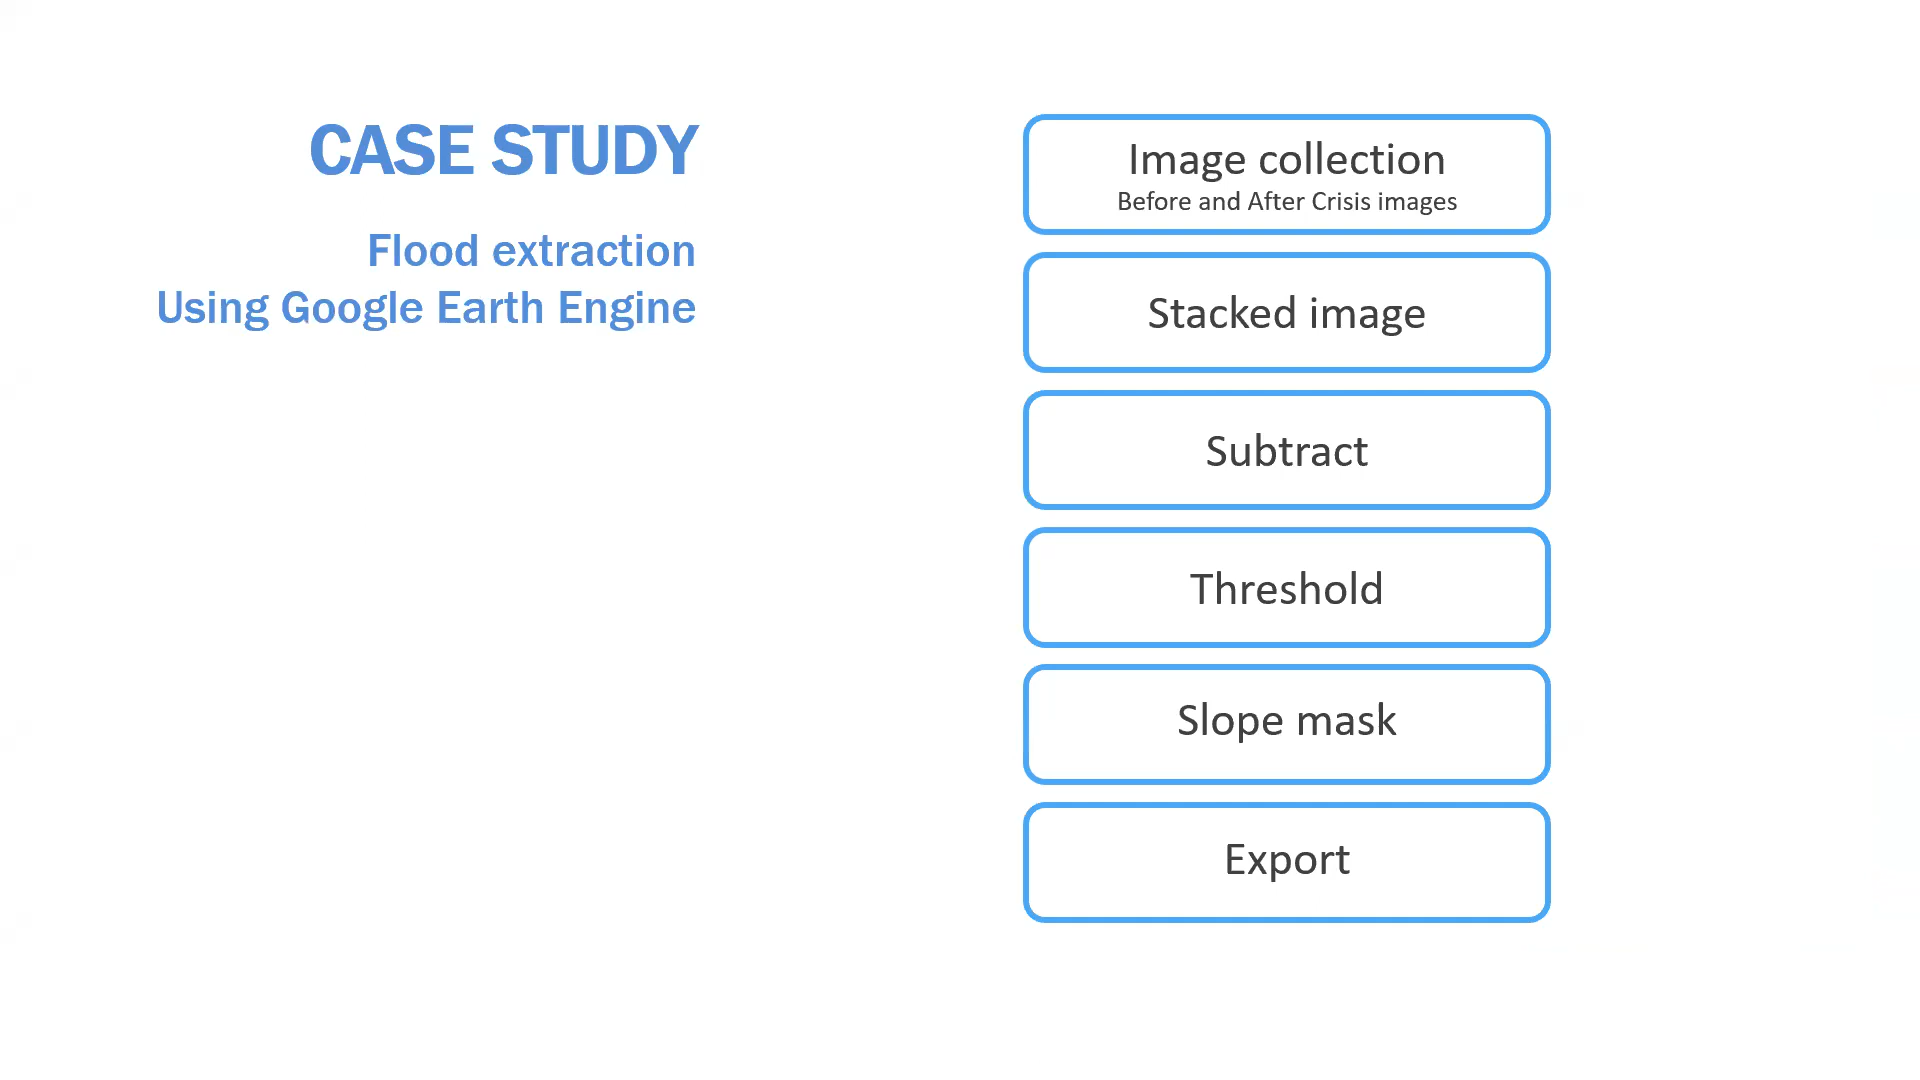 CASE STUDY
Flood extraction
Using Google Earth Engine
Image collection
Before and After Crisis images
Stacked image
Subtract
Threshold
Slope mask
Export